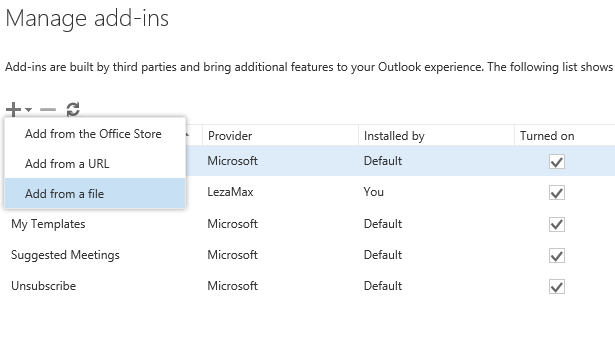 Manage add-ins
Add-ins are built by third parties and bring additional features to your Outlook experience. The following list shows
Add from the Office Store
Add from a URL
Add from a file
Provider Installed by Turned on
Microsoft Default
LezaMax You
My Templates Microsoft Default
Suggested Meetings Microsoft Default
Unsubscribe Microsoft Default